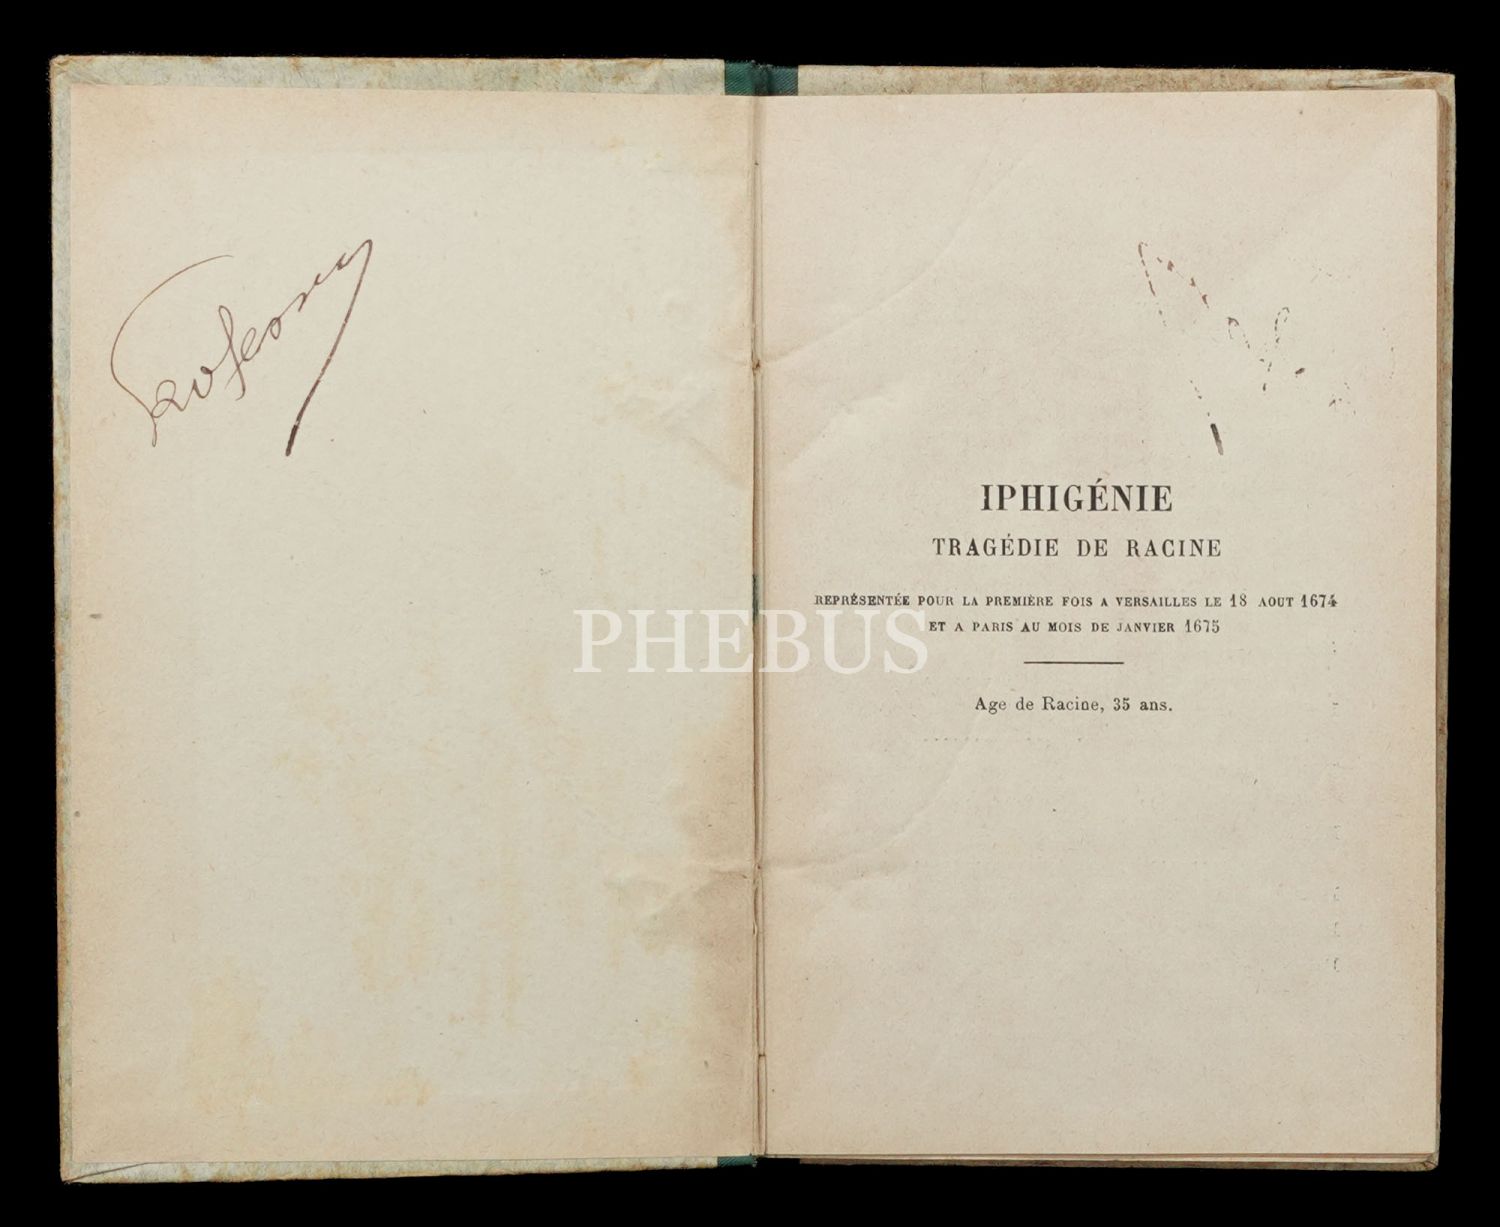 IPHIGÉNIE
TRAGÉDIE DE RACINE
REPRÉSENTÉE POUR LA PREMIÈRE FOIS A VERSAILLES LE 18 AOUT 1674
ET A PARIS AU MOIS DE JANVIER 1675
PHEBUS
Age de Racine, 35 ans.